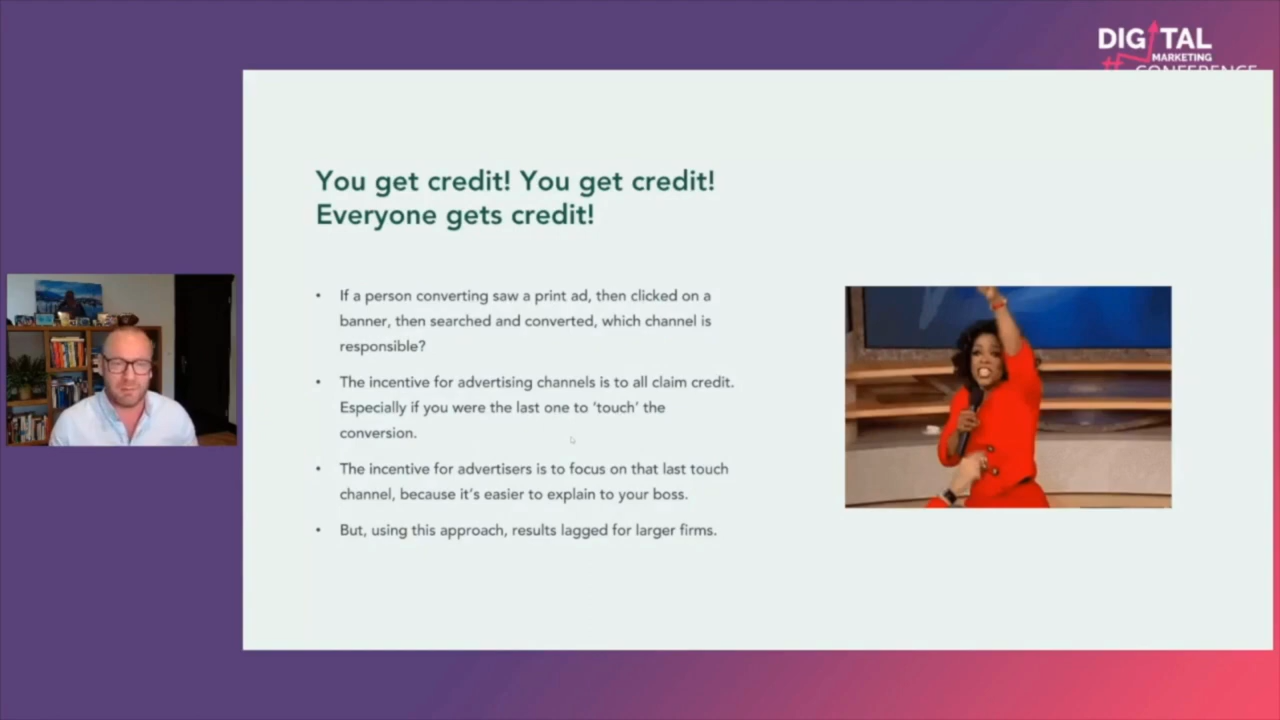 DIGITAL
MARKETING
CONFERENCE
You get credit! You get credit!
Everyone gets credit!
• If a person converting saw a print ad, then clicked on a
banner, then searched and converted, which channel is
responsible?
• The incentive for advertising channels is to all claim credit.
Especially if you were the last one to ‘touch’ the
conversion.
• The incentive for advertisers is to focus on that last touch
channel, because it’s easier to explain to your boss.
• But, using this approach, results lagged for larger firms.